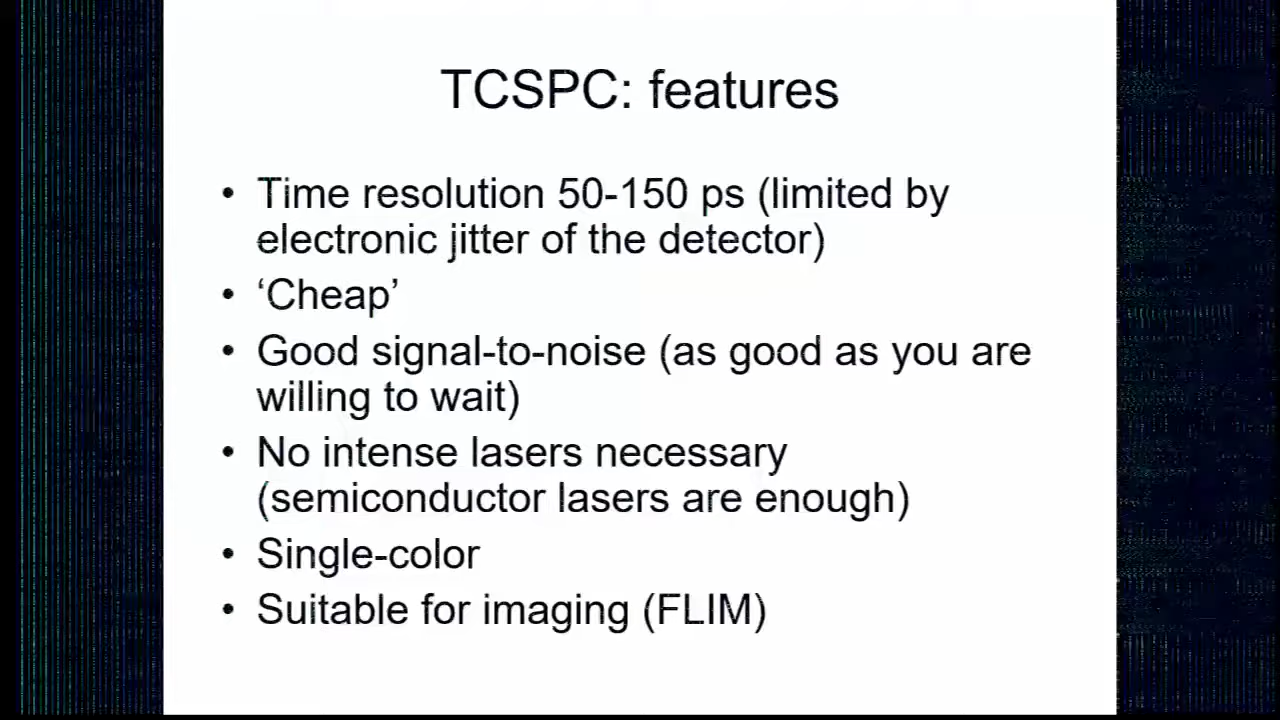 TCSPC: features
• Time resolution 50-150 ps (limited by
electronic jitter of the detector)
• ‘Cheap’
• Good signal-to-noise (as good as you are
willing to wait)
• No intense lasers necessary
(semiconductor lasers are enough)
• Single-color
• Suitable for imaging (FLIM)